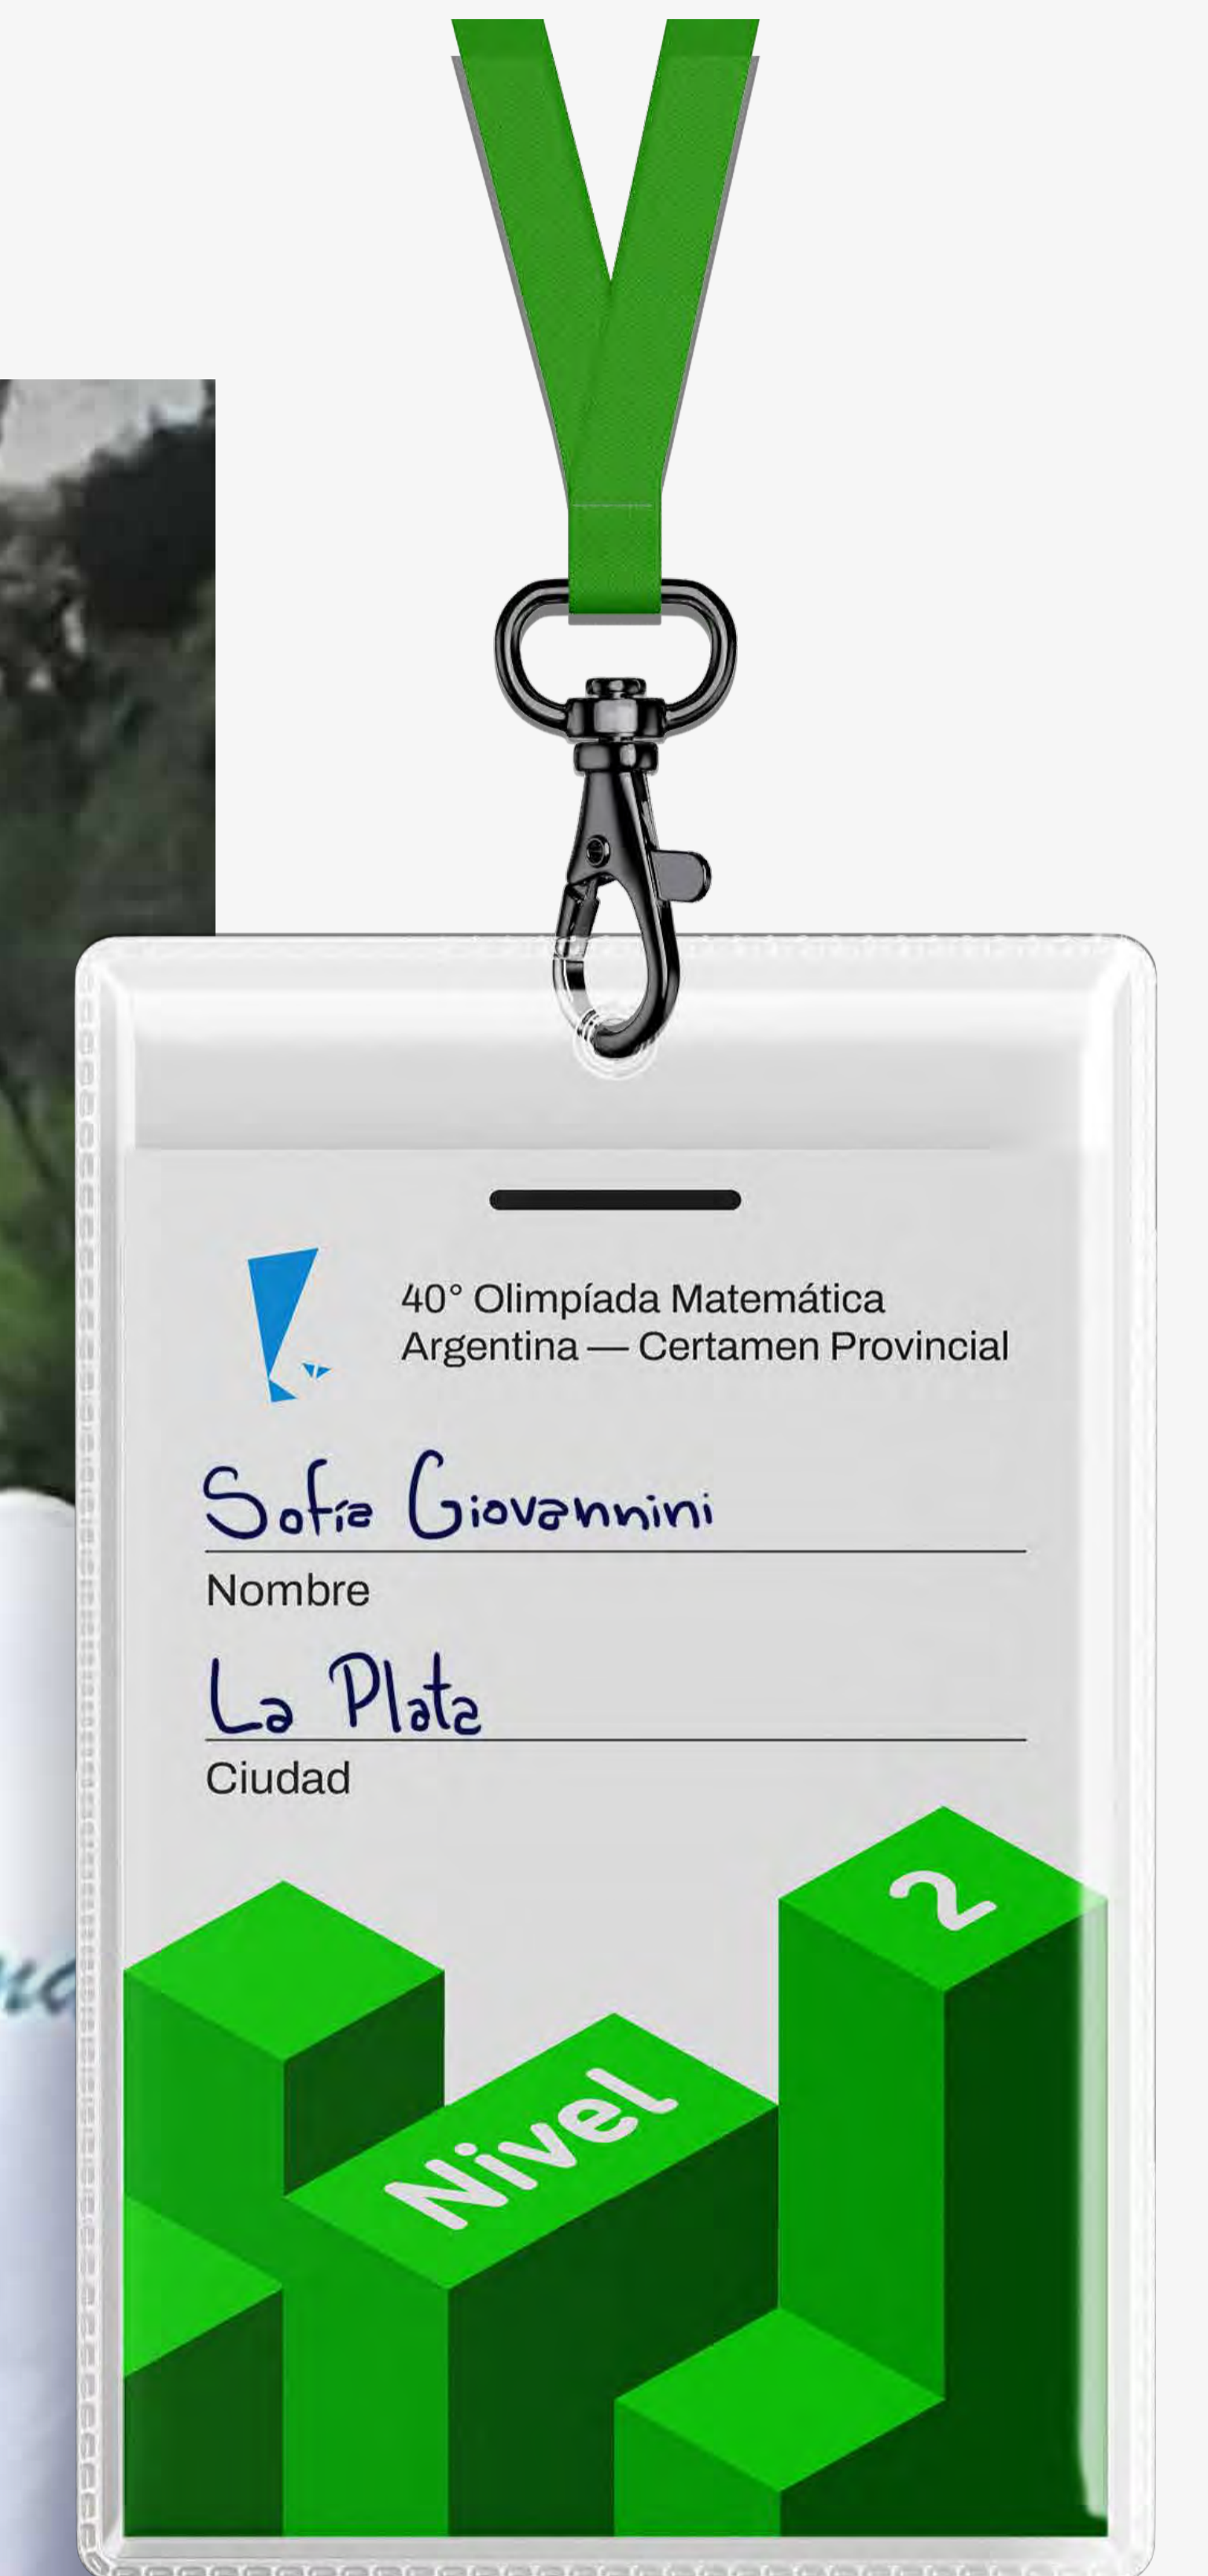 40° Olimpíada Matemática
Argentina — Certamen Provincial
Sofía Giovannini
Nombre
La Plata
Ciudad
2
Nivel